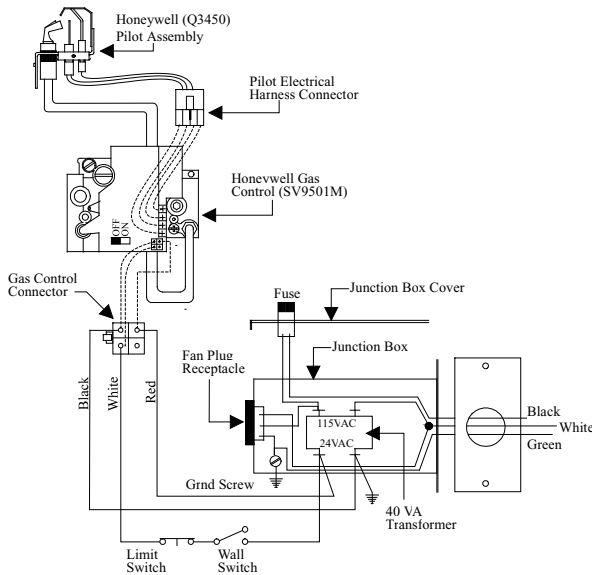 Honeywell (Q3450)
Pilot Assembly
Pilot Electrical
Harness Connector
Honeywell Gas
Control (SV9501M)
OFF
ON
Gas Control
Connector
Fuse
Junction Box Cover
Junction Box
Fan Plug
Receptacle
Black
White
Red
115VAC
24VAC
Black
White
Green
Grnd Screw
40 VA
Transformer
Limit
Switch
Wall
Switch